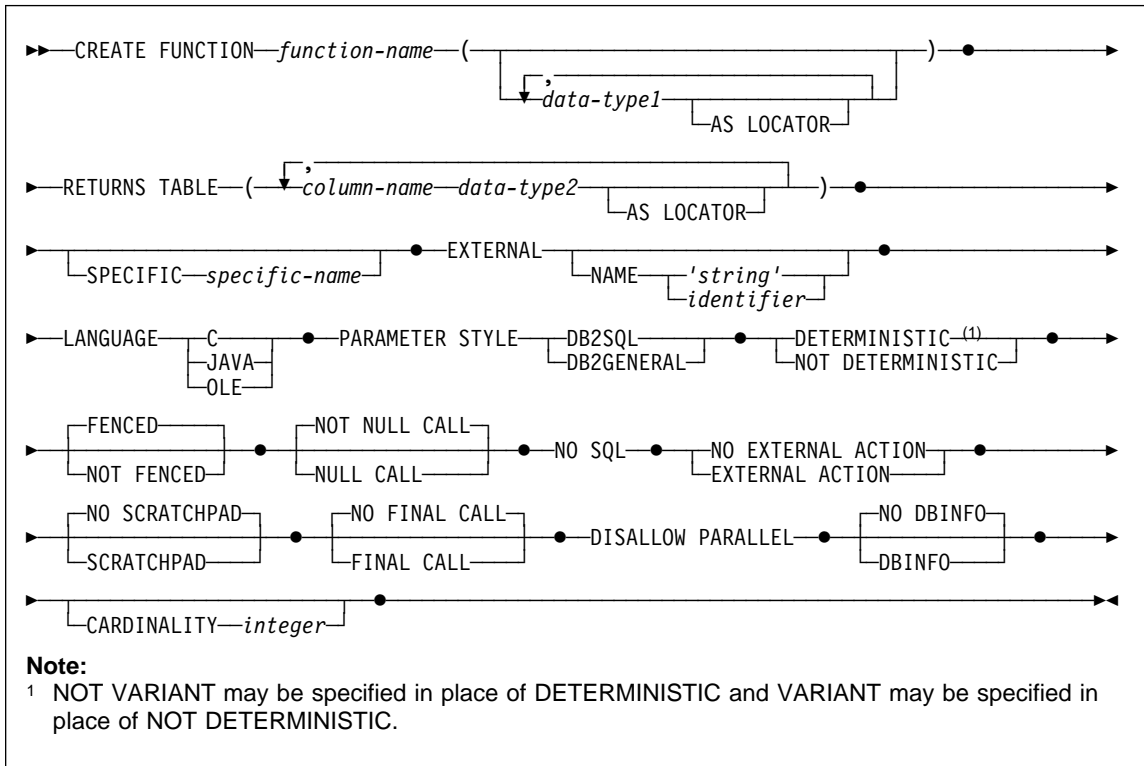 CREATE FUNCTION function-name ( )
,
data-type1
AS LOCATOR
RETURNS TABLE ( column-name data-type2 )
,
AS LOCATOR
SPECIFIC specific-name
EXTERNAL
NAME 'string'
identifier
LANGUAGE C PARAMETER STYLE DB2SQL DETERMINISTIC (1)
JAVA DB2GENERAL NOT DETERMINISTIC
OLE
FENCED NOT NULL CALL
NO SQL NO EXTERNAL ACTION
NOT FENCED NULL CALL EXTERNAL ACTION
NO SCRATCHPAD NO FINAL CALL NO DBINFO
DISALLOW PARALLEL
SCRATCHPAD FINAL CALL DBINFO
CARDINALITY integer
Note:
1 NOT VARIANT may be specified in place of DETERMINISTIC and VARIANT may be specified in
place of NOT DETERMINISTIC.